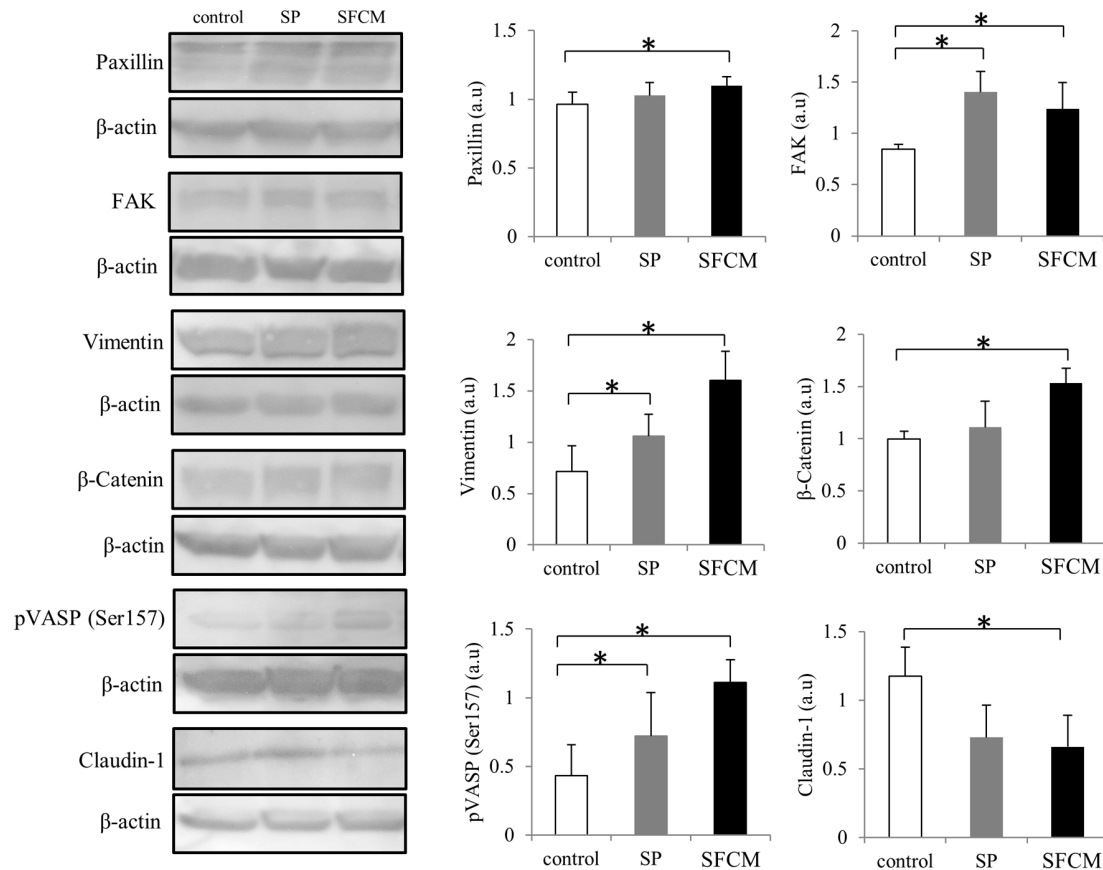 control SP SFCM
Paxillin
β-actin
FAK
β-actin
Vimentin
β-actin
β-Catenin
β-actin
pVASP (Ser157)
β-actin
Claudin-1
β-actin
Paxillin (a.u)
1.5
1
0.5
0
*
control SP SFCM
FAK (a.u)
2
1.5
1
0.5
0
*
*
control SP SFCM
Vimentin (a.u)
2
1.5
1
0.5
0
*
*
control SP SFCM
β-Catenin (a.u)
2
1.5
1
0.5
0
*
control SP SFCM
pVASP (Ser157) (a.u)
1.5
1
0.5
0
*
*
control SP SFCM
Claudin-1 (a.u)
1.5
1
0.5
0
*
control SP SFCM